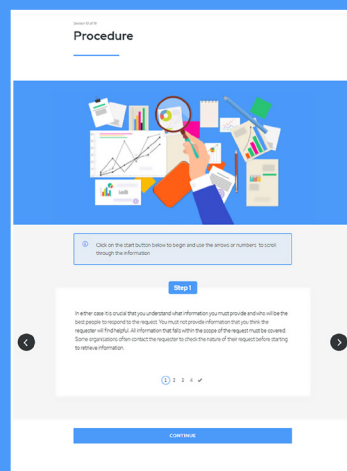 Lesson 10 of 19
Procedure
Click on the start button below to begin and use the arrows or numbers to scroll
through the information
Step 1
In either case it is crucial that you understand what information you must provide and who will be the
best people to respond to the request. You must not provide information that you think the
requester will find helpful. All information that falls within the scope of the request must be covered.
Some organisations often contact the requester to check the nature of their request before starting
to retrieve information.
1 2 3 4
CONTINUE